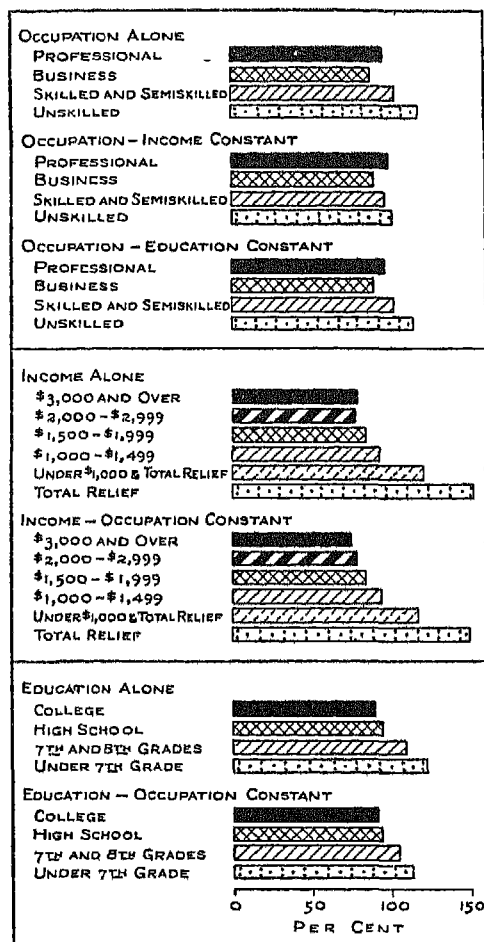 OCCUPATION ALONE
PROFESSIONAL
BUSINESS
SKILLED AND SEMISKILLED
UNSKILLED
OCCUPATION-INCOME CONSTANT
PROFESSIONAL
BUSINESS
SKILLED AND SEMISKILLED
UNSKILLED
OCCUPATION-EDUCATION CONSTANT
PROFESSIONAL
BUSINESS
SKILLED AND SEMISKILLED
UNSKILLED
INCOME ALONE
$3,000 AND OVER
$2,000-$2,999
$1,500-$1,999
$1,000-$1,499
UNDER $1,000 & TOTAL RELIEF
TOTAL RELIEF
INCOME-OCCUPATION CONSTANT
$3,000 AND OVER
$2,000-$2,999
$1,500-$1,999
$1,000-$1,499
UNDER $1,000 & TOTAL RELIEF
TOTAL RELIEF
EDUCATION ALONE
COLLEGE
HIGH SCHOOL
7TH AND 8TH GRADES
UNDER 7TH GRADE
EDUCATION-OCCUPATION CONSTANT
COLLEGE
HIGH SCHOOL
7TH AND 8TH GRADES
UNDER 7TH GRADE
0 50 100 150
PER CENT